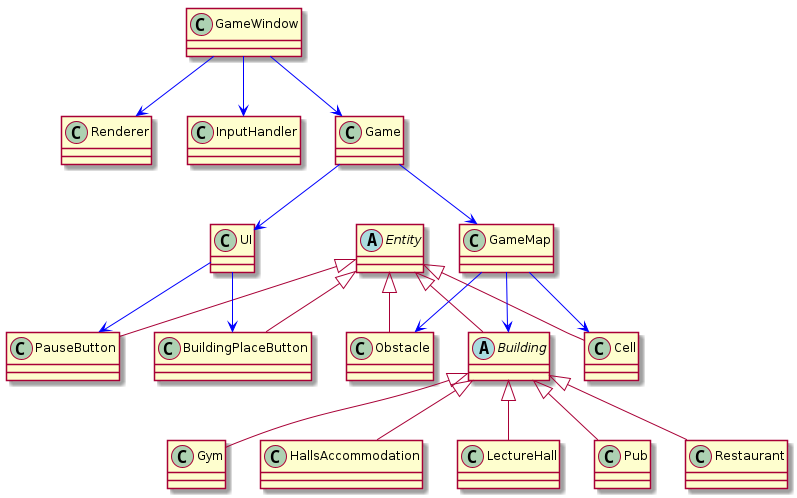 C GameWindow
C Renderer
C InputHandler
C Game
C UI
A Entity
C GameMap
C PauseButton
C BuildingPlaceButton
C Obstacle
A Building
C Cell
C Gym
C HallsAccommodation
C LectureHall
C Pub
C Restaurant